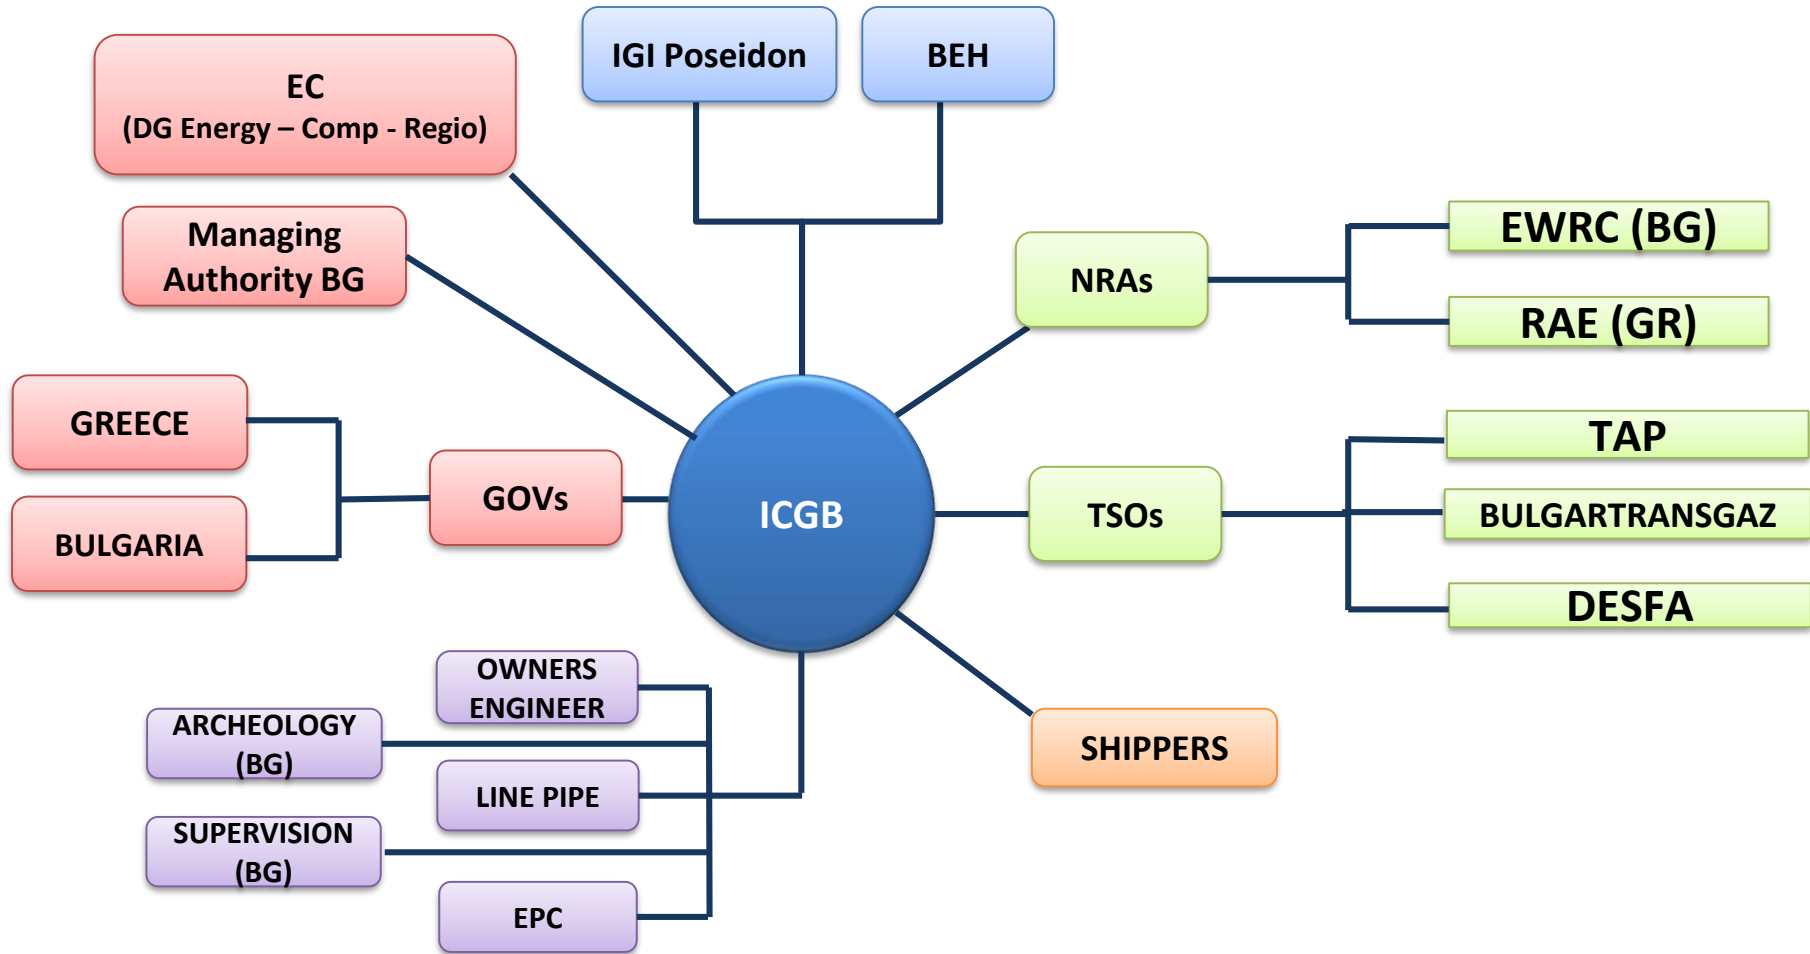 IGI Poseidon
BEH
EC
(DG Energy – Comp - Regio)
Managing
Authority BG
NRAs
EWRC (BG)
RAE (GR)
GREECE
BULGARIA
GOVs
ICGB
TSOs
TAP
BULGARTRANSGAZ
DESFA
OWNERS
ENGINEER
ARCHEOLOGY
(BG)
LINE PIPE
SUPERVISION
(BG)
EPC
SHIPPERS